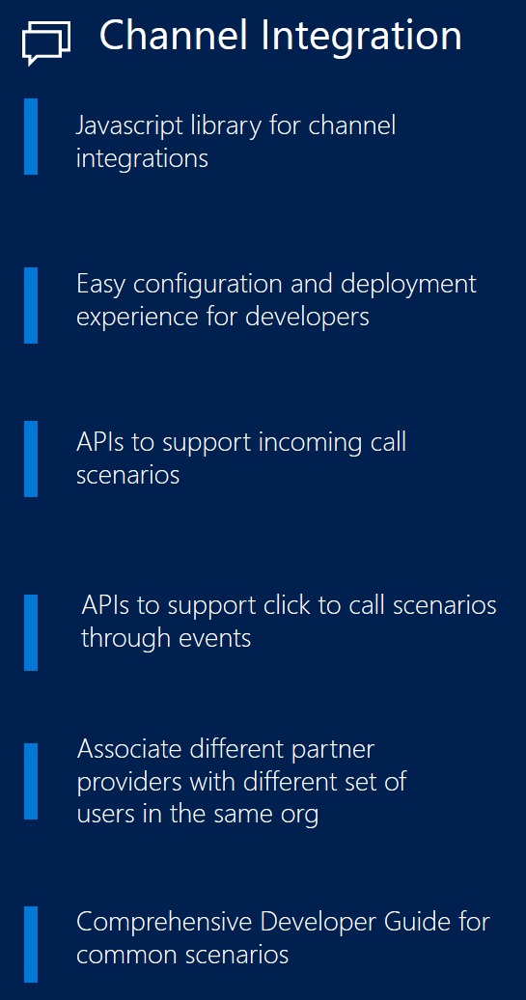 Channel Integration
Javascript library for channel
integrations
Easy configuration and deployment
experience for developers
APIs to support incoming call
scenarios
APIs to support click to call scenarios
through events
Associate different partner
providers with different set of
users in the same org
Comprehensive Developer Guide for
common scenarios